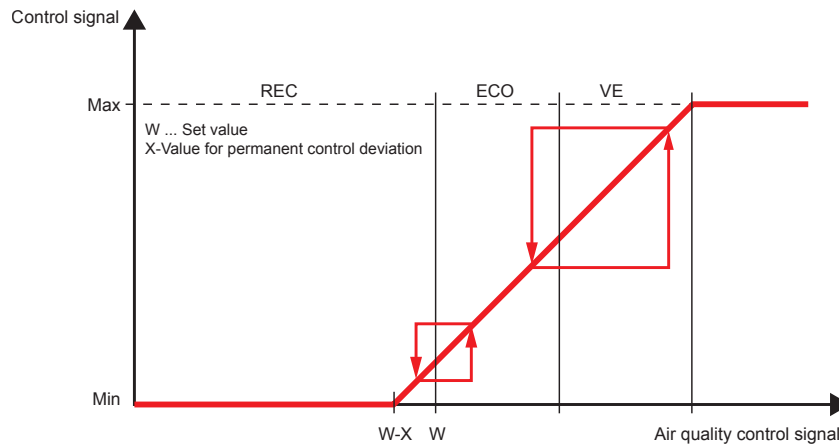 Control signal
REC ECO VE
Max
W ... Set value
X-Value for permanent control deviation
Min
W-X W Air quality control signal